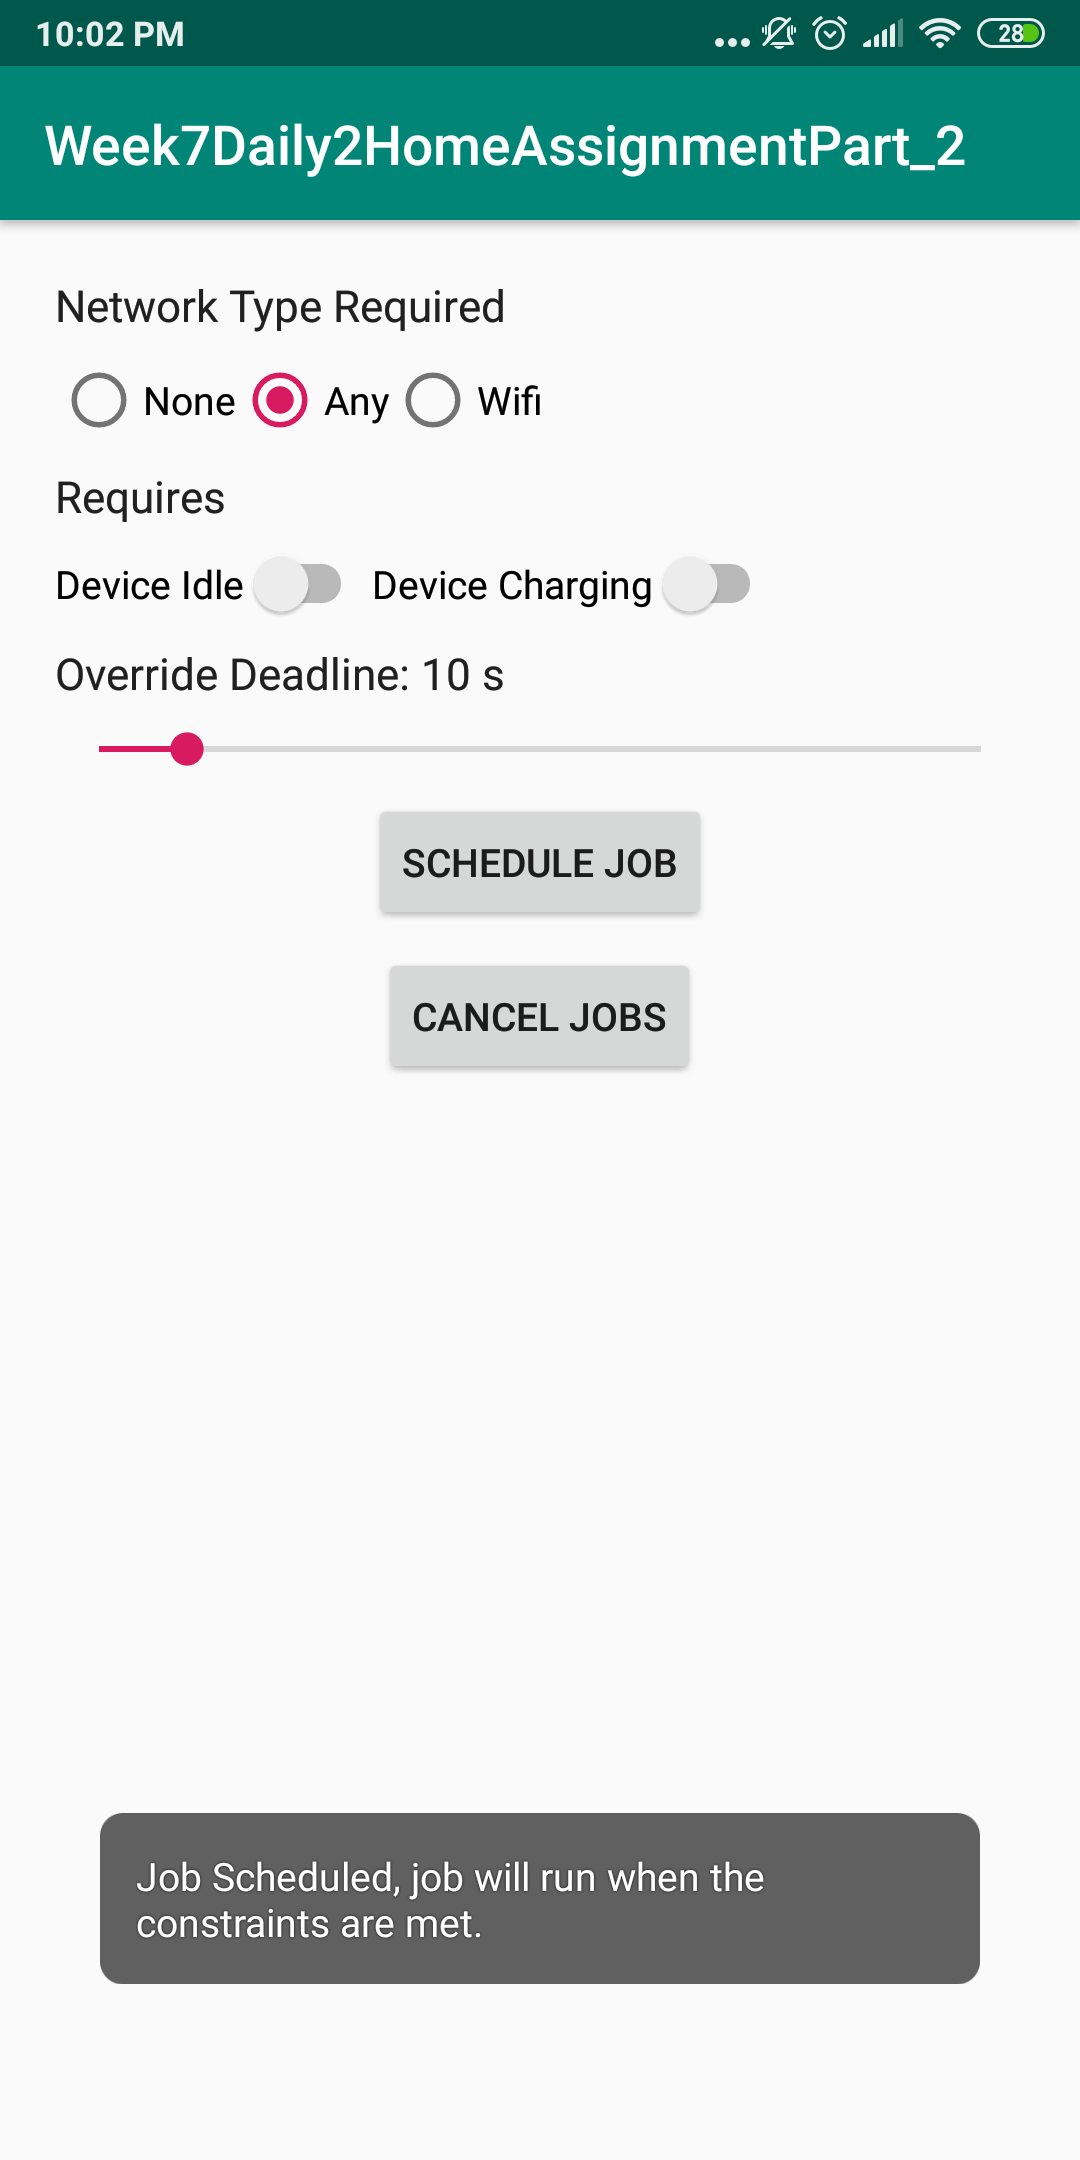 10:02 PM
28
Week7Daily2HomeAssignmentPart_2
Network Type Required
None Any Wifi
Requires
Device Idle Device Charging
Override Deadline: 10 s
SCHEDULE JOB
CANCEL JOBS
Job Scheduled, job will run when the
constraints are met.